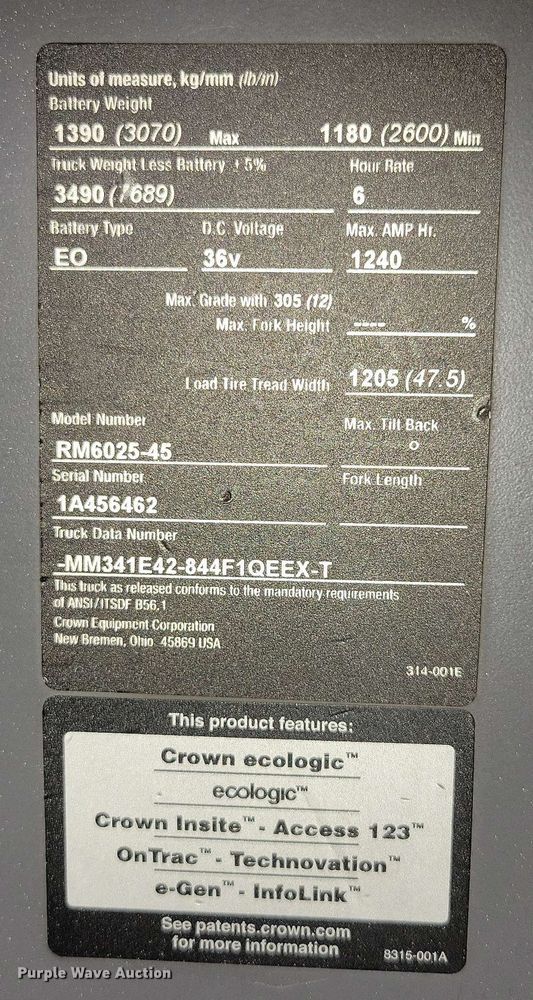 Units of measure, kg/mm (lb/in)
Battery Weight
1390 (3070) Max 1180 (2600) Min
Truck Weight Less Battery ± 5% Hour Rate
3490 (7689) 6
Battery Type D.C. Voltage Max. AMP Hr.
EO 36v 1240
Max. Grade with 305 (12)
Max. Fork Height ---- %
Load Tire Tread Width 1205 (47.5)
Model Number Max. Tilt Back
RM6025-45 °
Serial Number Fork Length
1A456462
Truck Data Number
-MM341E42-844F1QEEX-T
This truck as released conforms to the mandatory requirements
of ANSI/ITSDF B56.1
Crown Equipment Corporation
New Bremen, Ohio 45869 USA
314-001E
This product features:
Crown ecologic™
ecologic™
Crown Insite™ - Access 123™
OnTrac™ - Technovation™
e-Gen™ - InfoLink™
See patents.crown.com
for more information
8315-001A
Purple Wave Auction